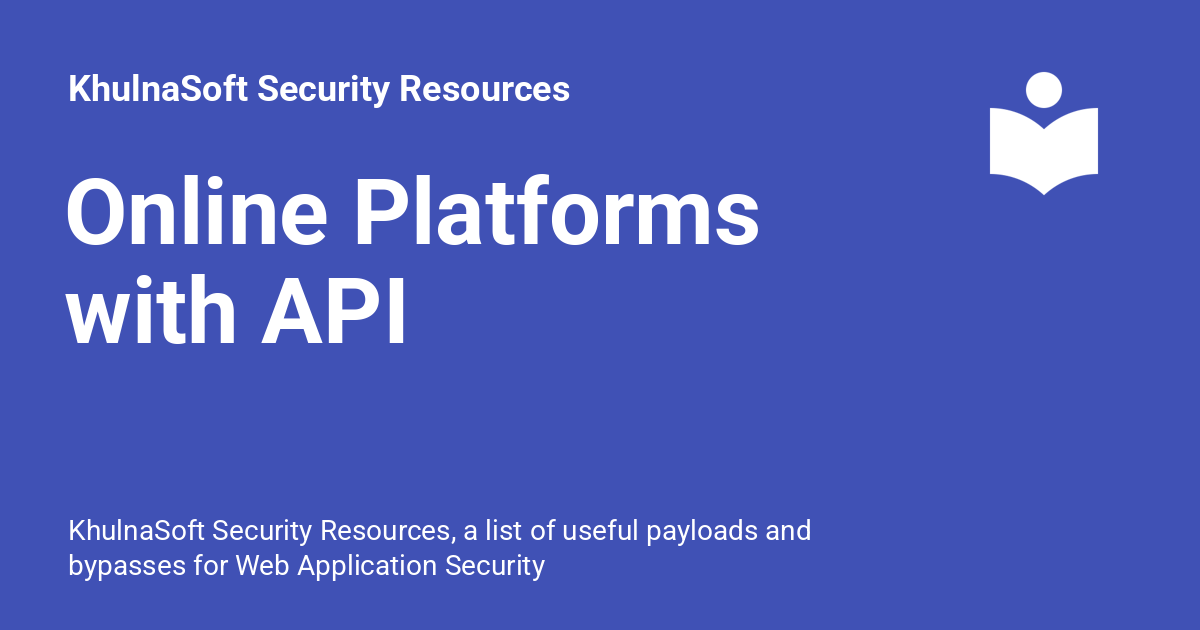 KhulnaSoft Security Resources
Online Platforms
with API
KhulnaSoft Security Resources, a list of useful payloads and
bypasses for Web Application Security